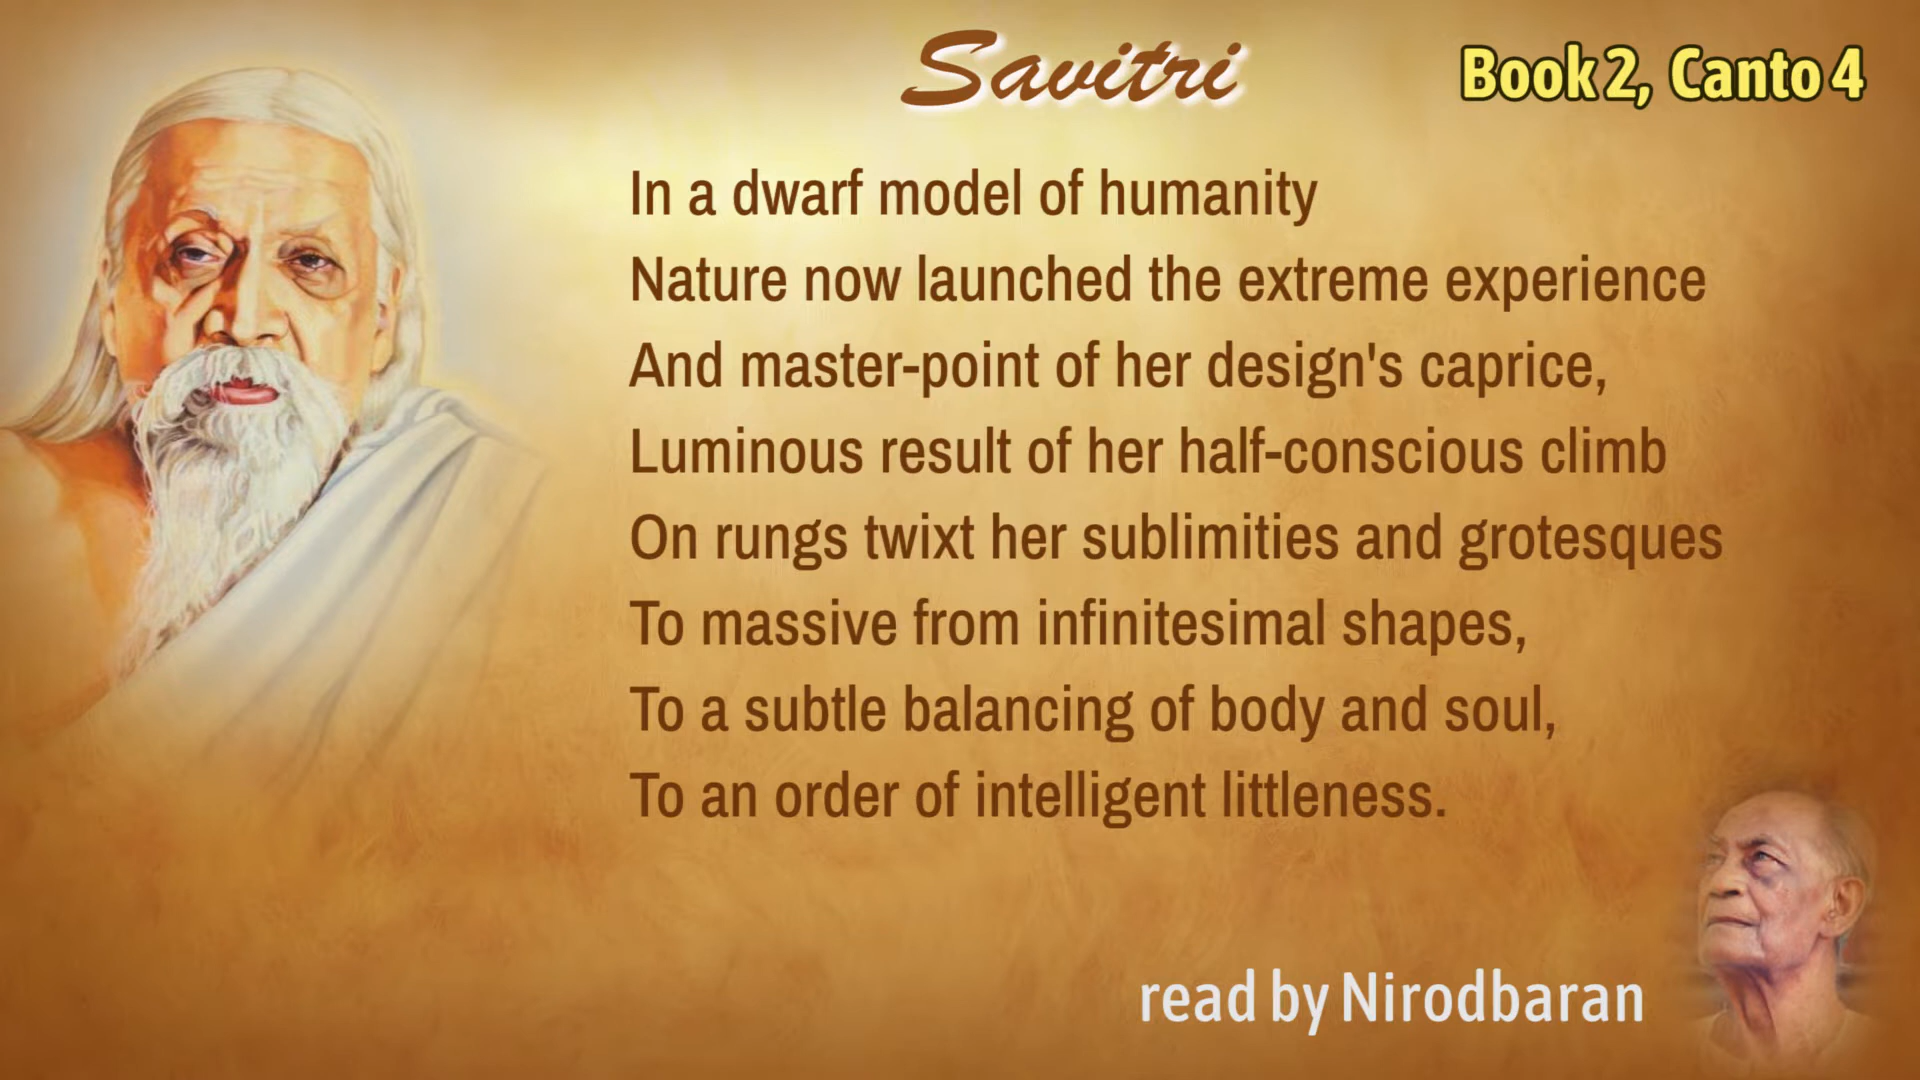 Savitri
Book 2, Canto 4
In a dwarf model of humanity
Nature now launched the extreme experience
And master-point of her design's caprice,
Luminous result of her half-conscious climb
On rungs twixt her sublimities and grotesques
To massive from infinitesimal shapes,
To a subtle balancing of body and soul,
To an order of intelligent littleness.
read by Nirodbaran